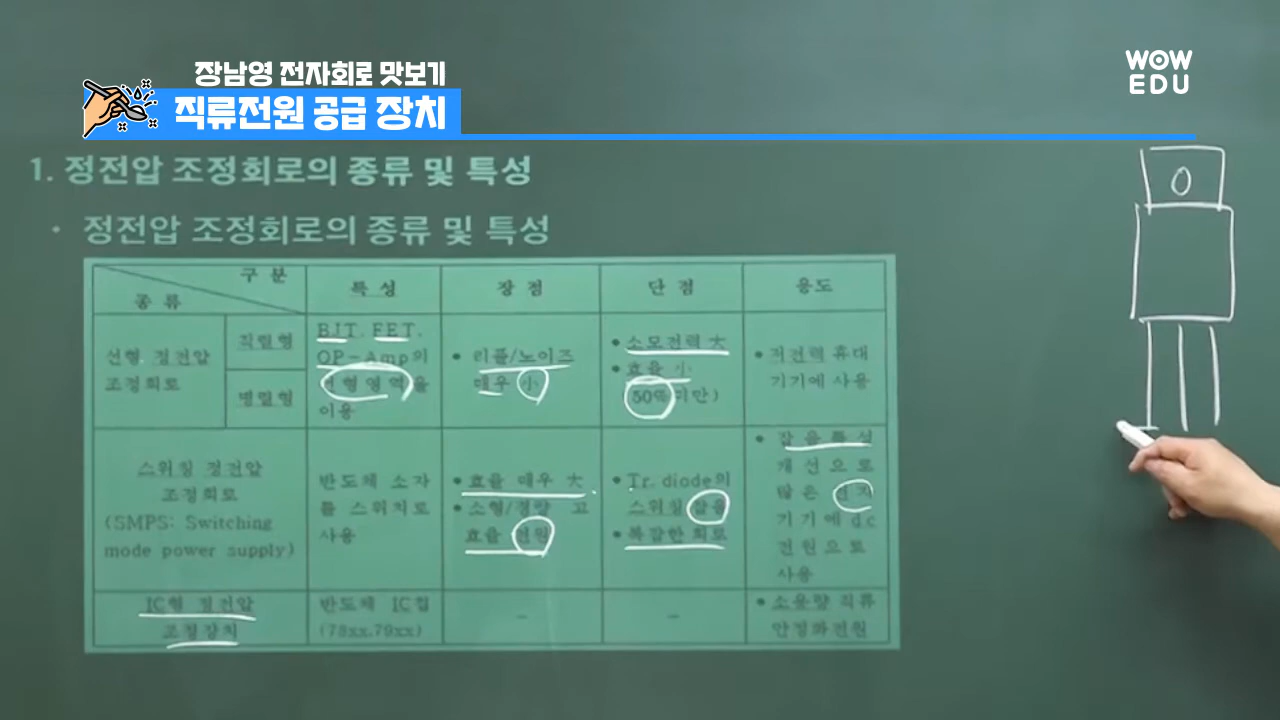 장남영 전자회로 맛보기
직류전원 공급 장치
WOW
EDU
1. 정전압 조정회로의 종류 및 특성
• 정전압 조정회로의 종류 및 특성
구 분
종 류
특 성
장 점
단 점
용도
선형 정전압
조정회로
직렬형
병렬형
BJT, FET,
OP-Amp의
선형영역을
이용
• 리플/노이즈
매우 小
• 소모전력 大
• 효율 小
(50% 미만)
• 저전력 휴대
기기에 사용
스위칭 정전압
조정회로
(SMPS: Switching
mode power supply)
반도체 소자
를 스위치로
사용
• 효율 매우 大
• 소형/경량 고
효율 전원
• Tr, diode의
스위칭 잡음
• 복잡한 회로
• 잡음특성
개선으로
많은 전자
기기에 dc
전원으로
사용
IC형 정전압
조정장치
반도체 IC칩
(78xx,79xx)
-
-
• 소용량 직류
안정화전원